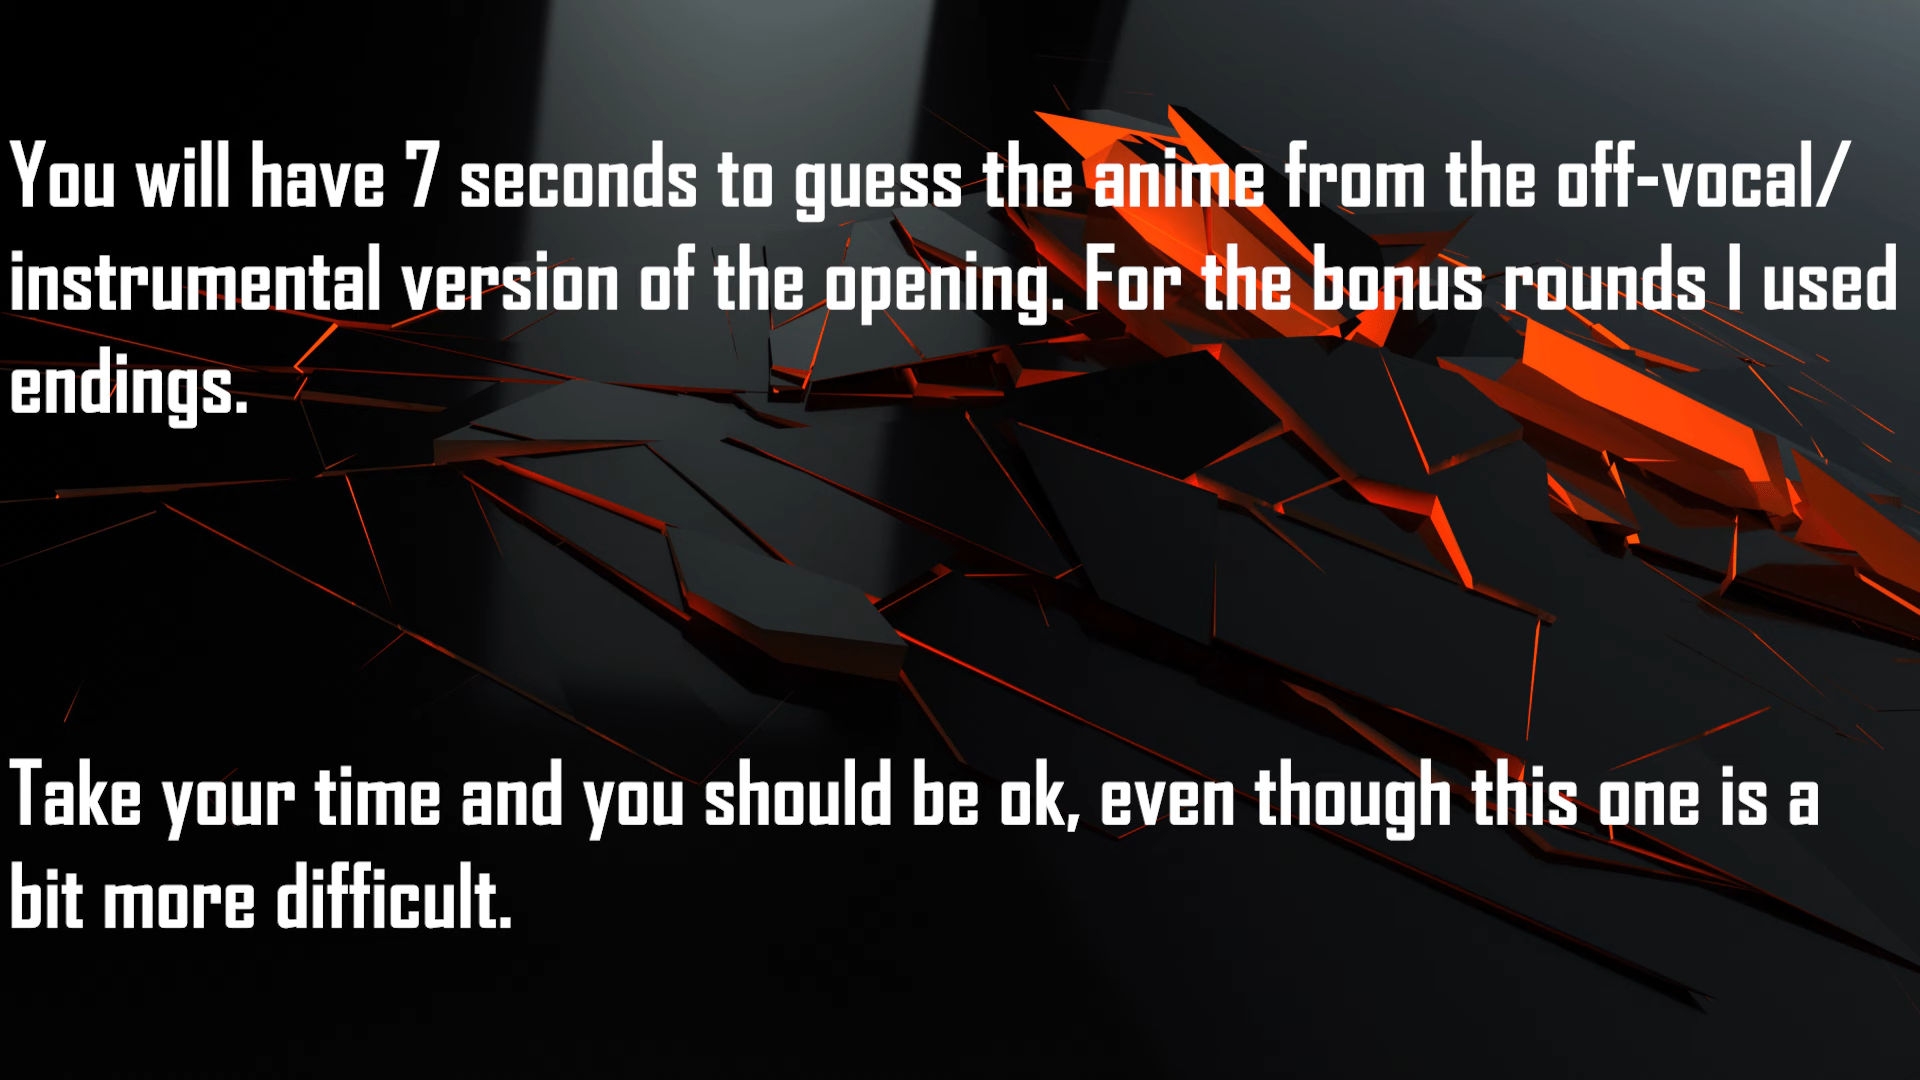 You will have 7 seconds to guess the anime from the off-vocal/
instrumental version of the opening. For the bonus rounds I used
endings.
Take your time and you should be ok, even though this one is a
bit more difficult.